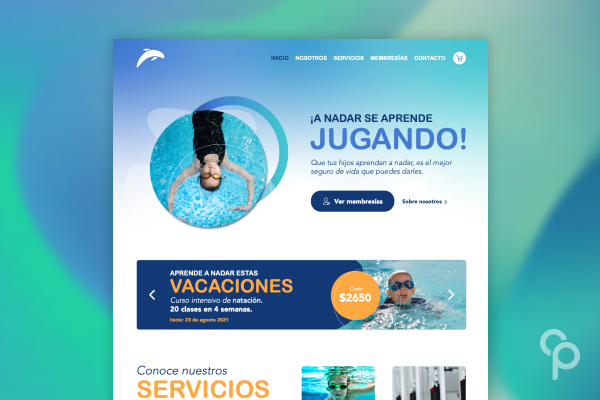 INICIO NOSOTROS SERVICIOS MEMBRESÍAS CONTACTO
¡A NADAR SE APRENDE
JUGANDO!
Que tus hijos aprendan a nadar, es el mejor
seguro de vida que puedes darles.
Ver membresías
Sobre nosotros
APRENDE A NADAR ESTAS
VACACIONES
Curso intensivo de natación.
20 clases en 4 semanas.
Inicia: 23 de agosto 2021
Costo
$2650
Conoce nuestros
SERVICIOS